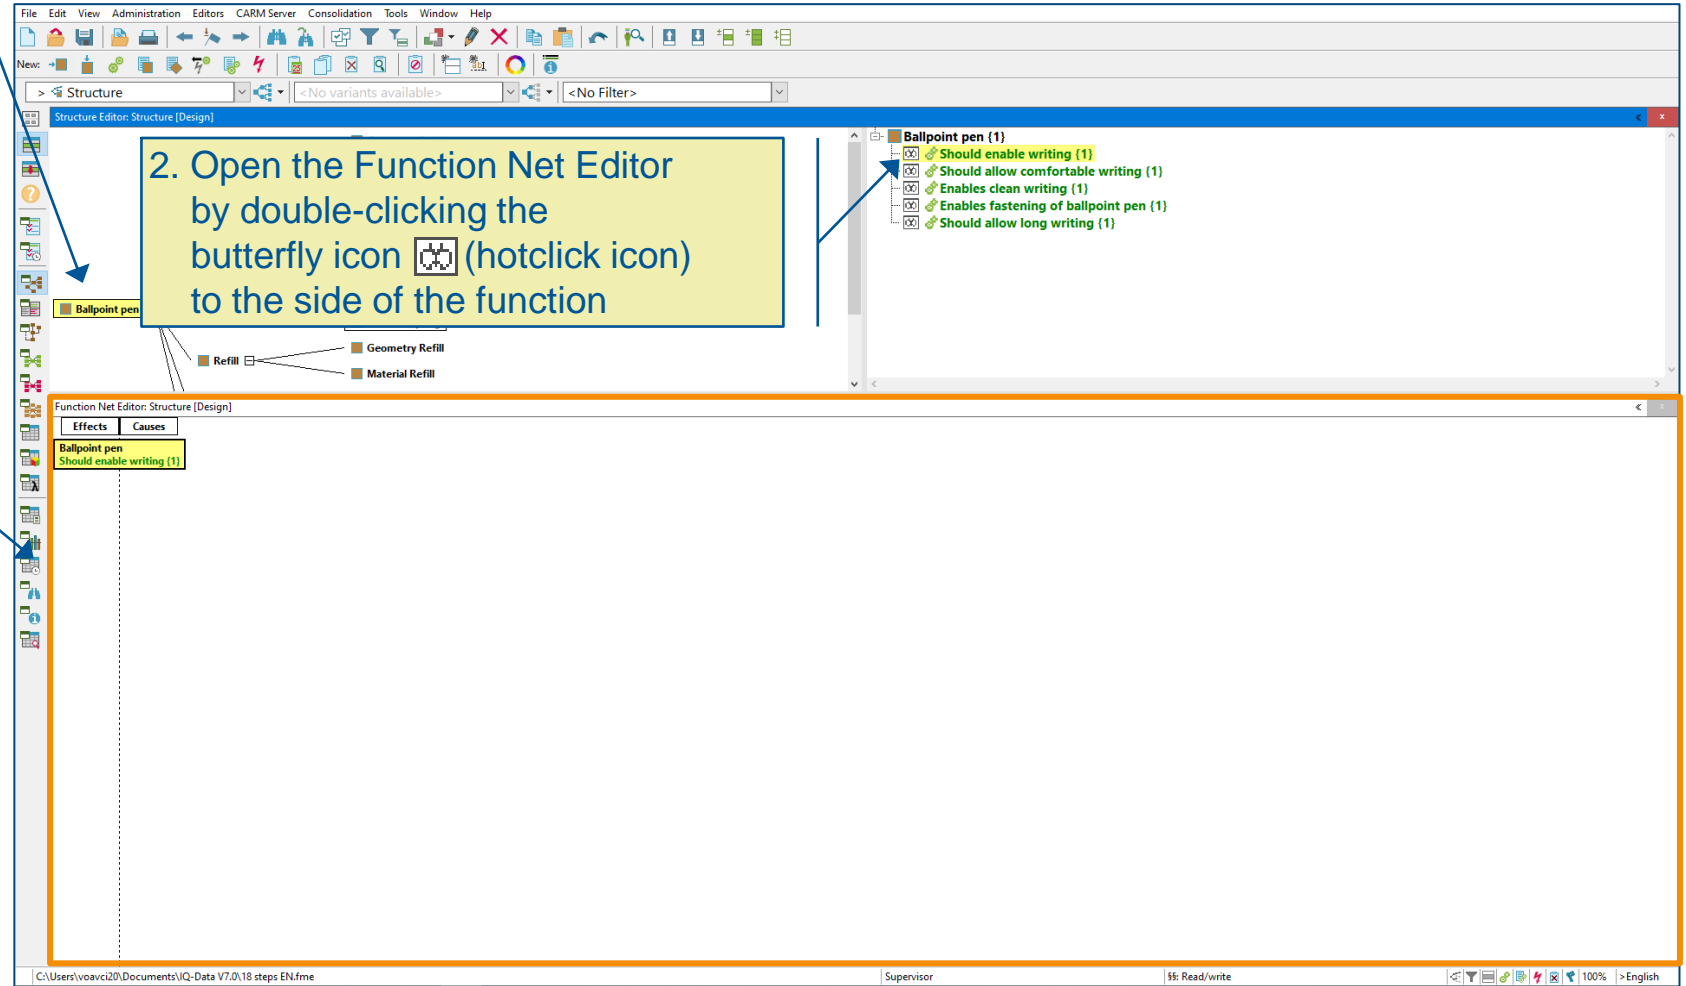 File Edit View Administration Editors CARM Server Consolidation Tools Window Help
New:
> Structure <No variants available> <No Filter>
Structure Editor: Structure [Design]
2. Open the Function Net Editor
by double-clicking the
butterfly icon (hotclick icon)
to the side of the function
Ballpoint pen {1}
Should enable writing {1}
Should allow comfortable writing {1}
Enables clean writing {1}
Enables fastening of ballpoint pen {1}
Should allow long writing {1}
Ballpoint pen
Refill
Geometry Refill
Material Refill
Function Net Editor: Structure [Design]
Effects Causes
Ballpoint pen
Should enable writing {1}
C:\Users\voavci20\Documents\IQ-Data V7.0\18 steps EN.fme Supervisor §§: Read/write 100% >English